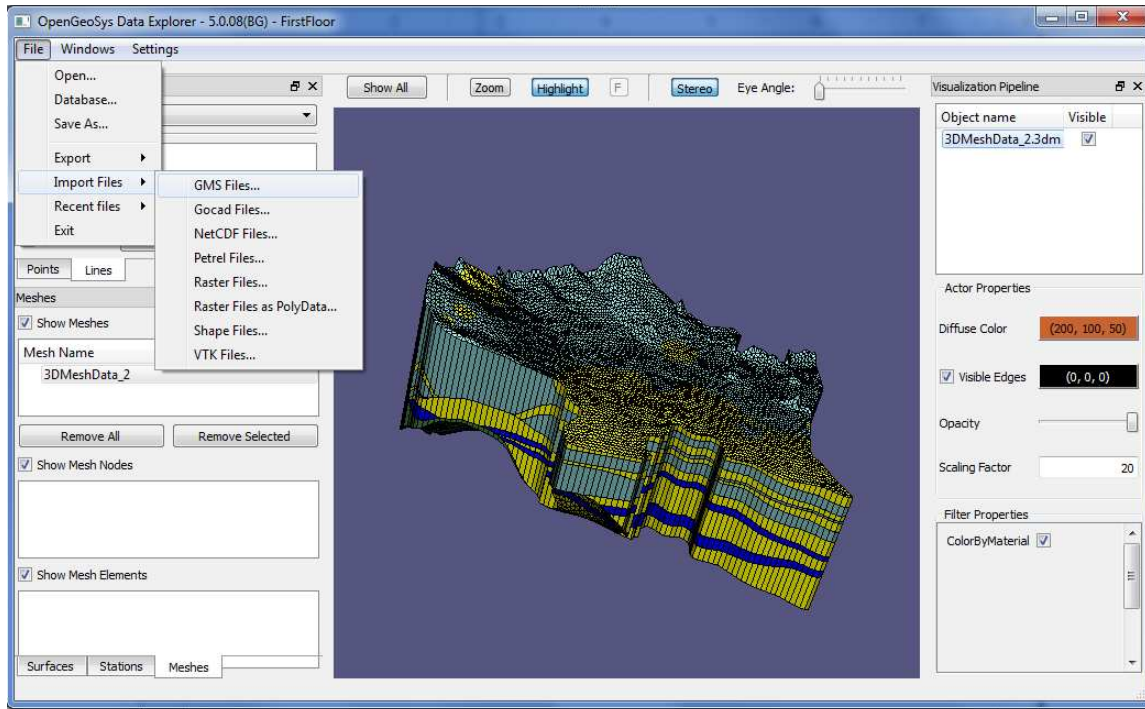 OpenGeoSys Data Explorer - 5.0.08(BG) - FirstFloor
File Windows Settings
Open...
Database...
Save As...
Export
Import Files
Recent files
Exit
GMS Files...
Gocad Files...
NetCDF Files...
Petrel Files...
Raster Files...
Raster Files as PolyData...
Shape Files...
VTK Files...
Show All Zoom Highlight F Stereo Eye Angle:
Points Lines
Meshes
Show Meshes
Mesh Name
3DMeshData_2
Remove All Remove Selected
Show Mesh Nodes
Show Mesh Elements
Surfaces Stations Meshes
Visualization Pipeline
Object name Visible
3DMeshData_2.3dm
Actor Properties
Diffuse Color (200, 100, 50)
Visible Edges (0, 0, 0)
Opacity
Scaling Factor 20
Filter Properties
ColorByMaterial